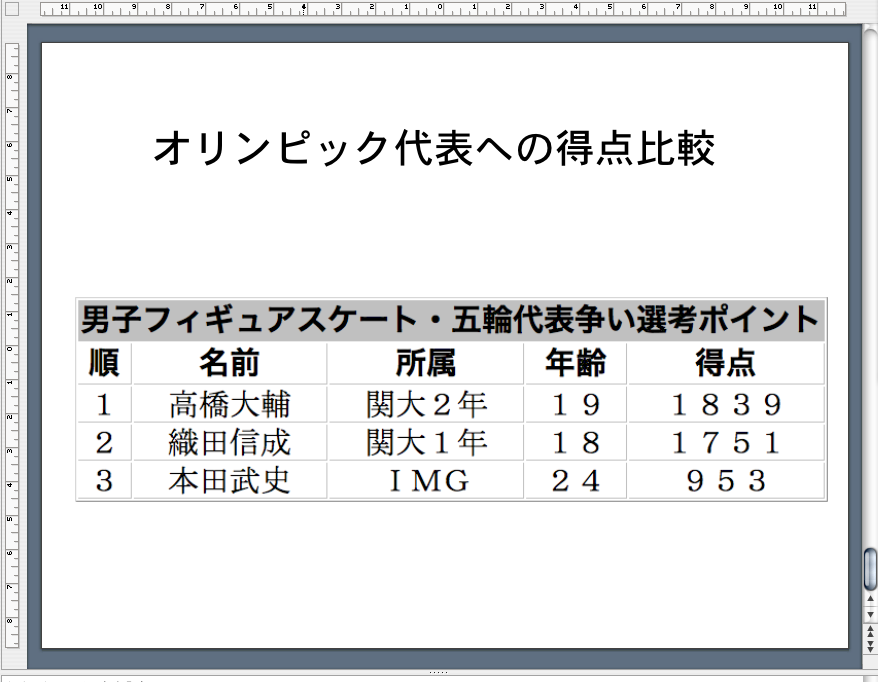 オリンピック代表への得点比較
男子フィギュアスケート・五輪代表争い選考ポイント
順 名前 所属 年齢 得点
1 高橋大輔 関大２年 １９ １８３９
2 織田信成 関大１年 １８ １７５１
3 本田武史 ＩＭＧ ２４ ９５３